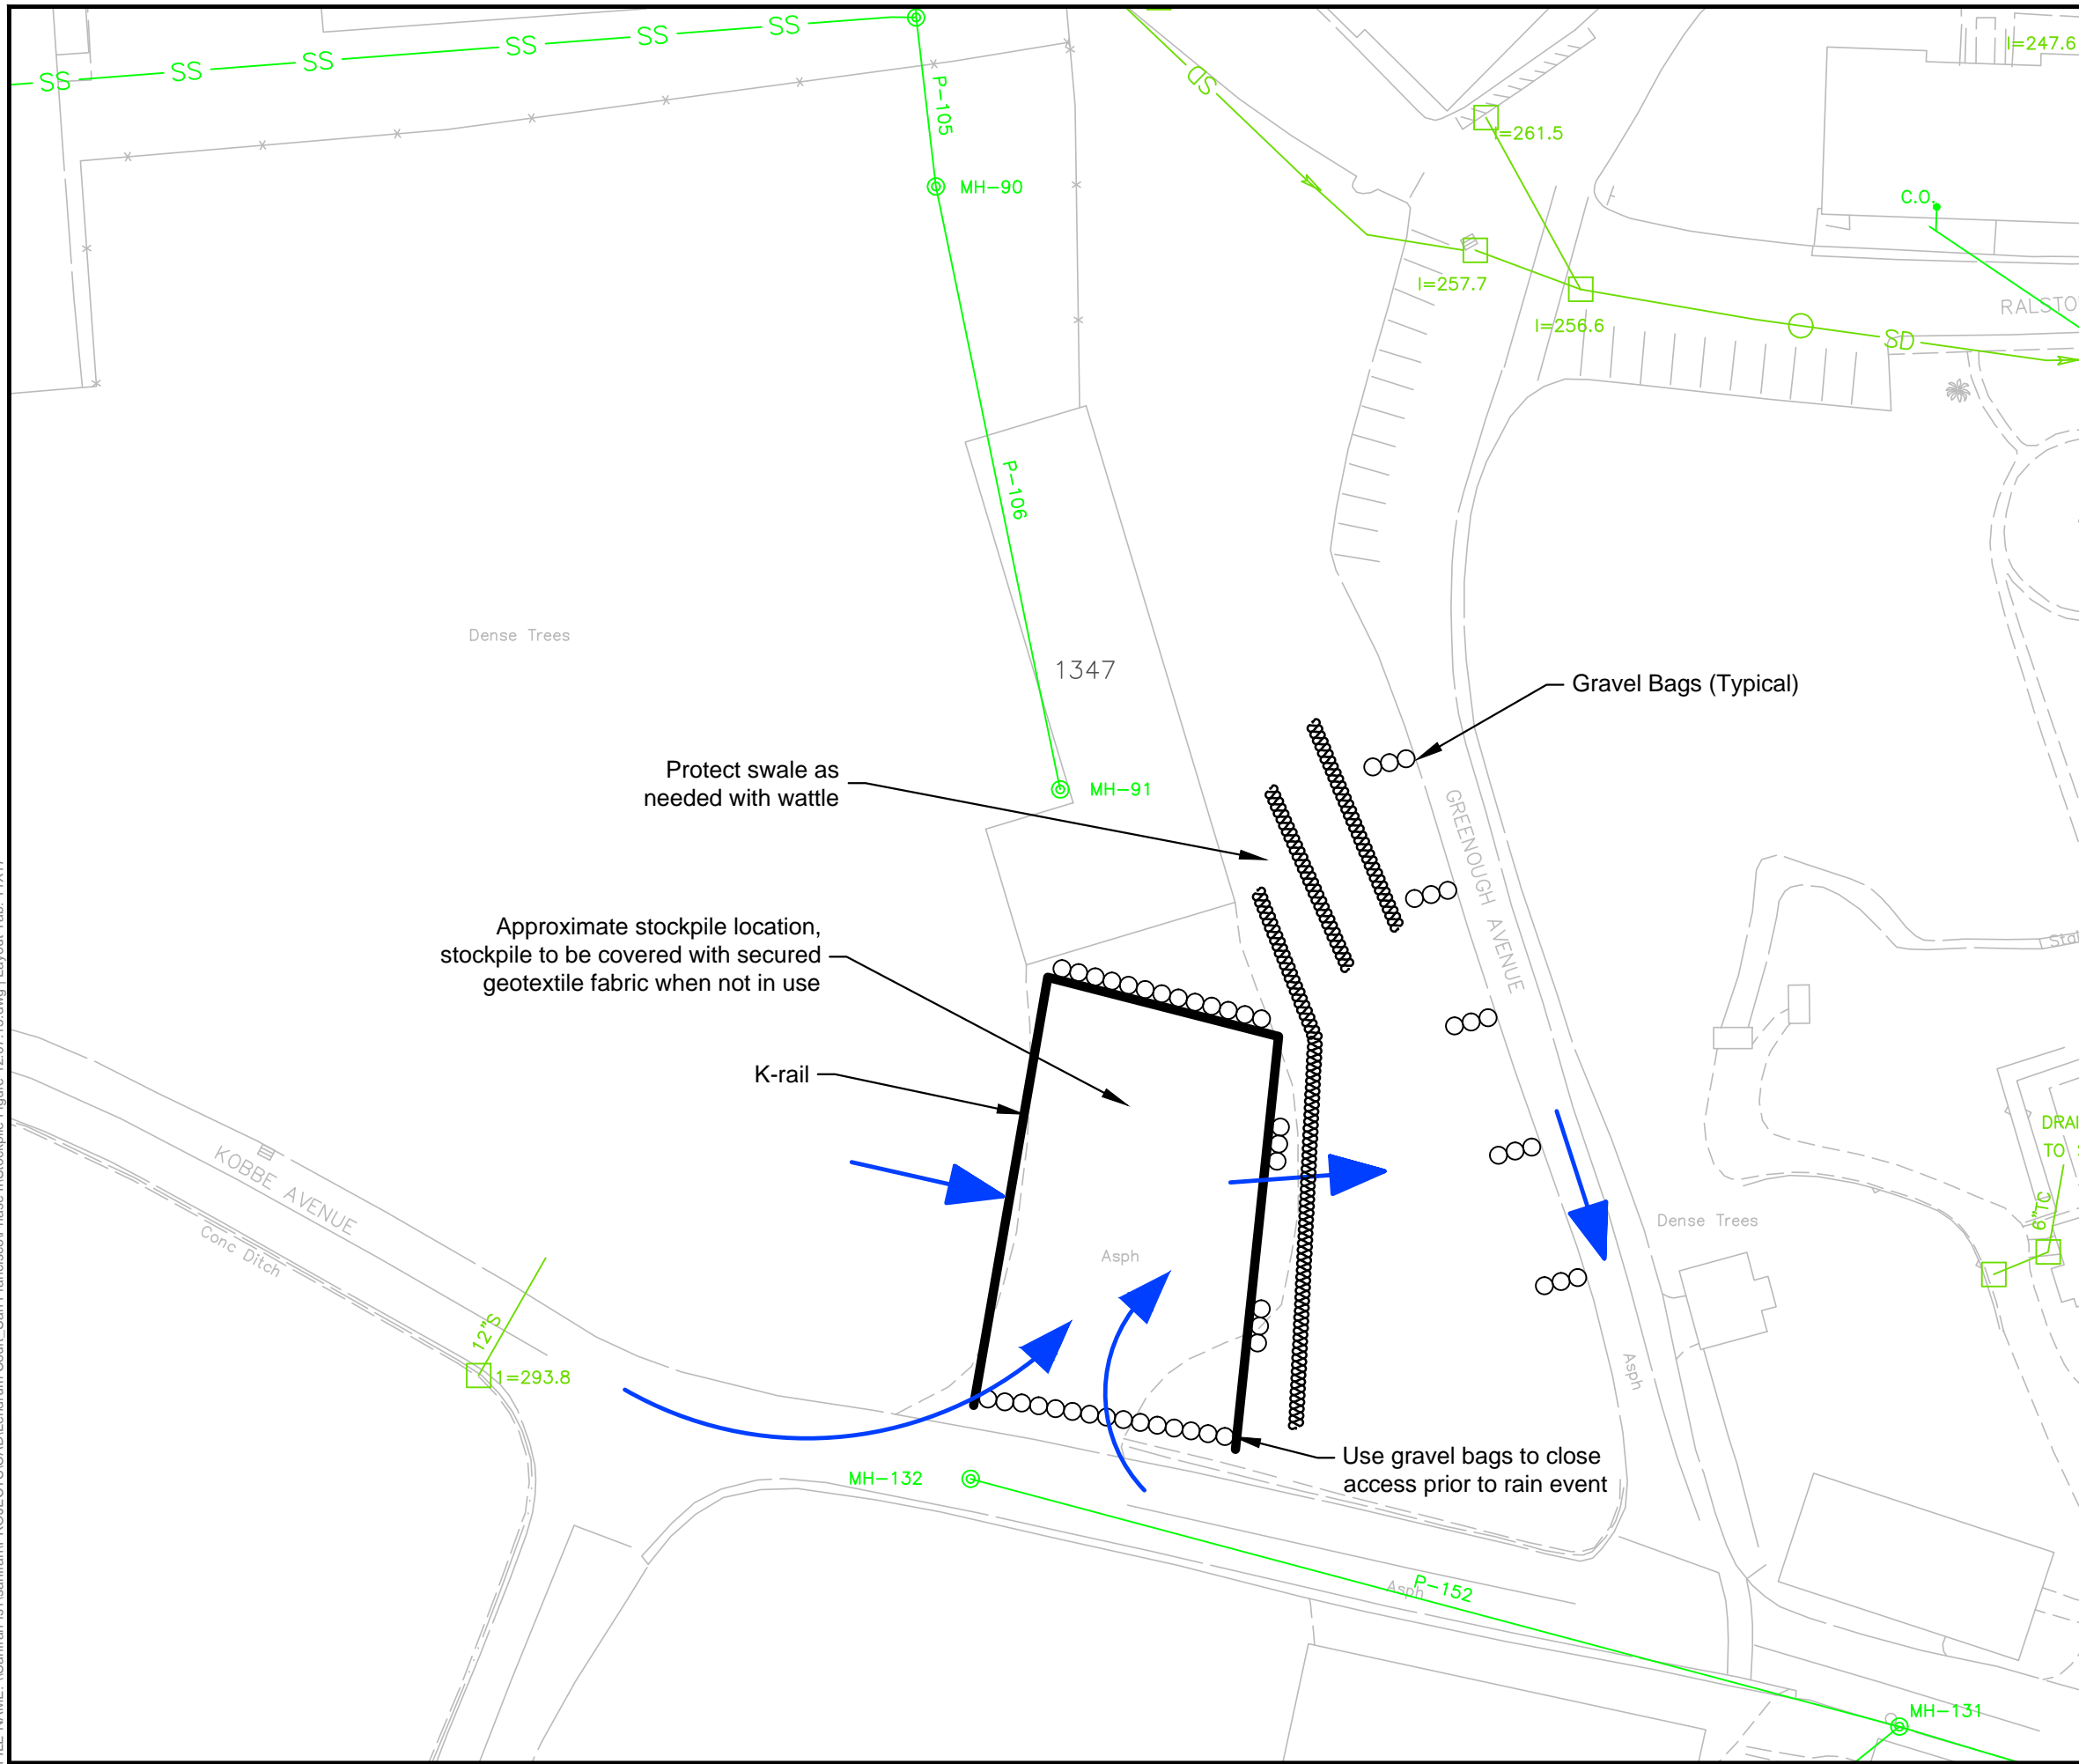 SS
SS
SS
SS
SS
SS
P-105
MH-90
SD
I=261.5
I=247.6
C.O.
I=257.7
I=256.6
SD
P-106
Dense Trees
1347
Gravel Bags (Typical)
Protect swale as
needed with wattle
MH-91
GREENOUGH AVENUE
Approximate stockpile location,
stockpile to be covered with secured
geotextile fabric when not in use
K-rail
KOBBE AVENUE
Conc Ditch
Asph
Dense Trees
TO
6"TC
12"S
1=293.8
Asph
MH-132
Use gravel bags to close
access prior to rain event
Asph
P-152
MH-131